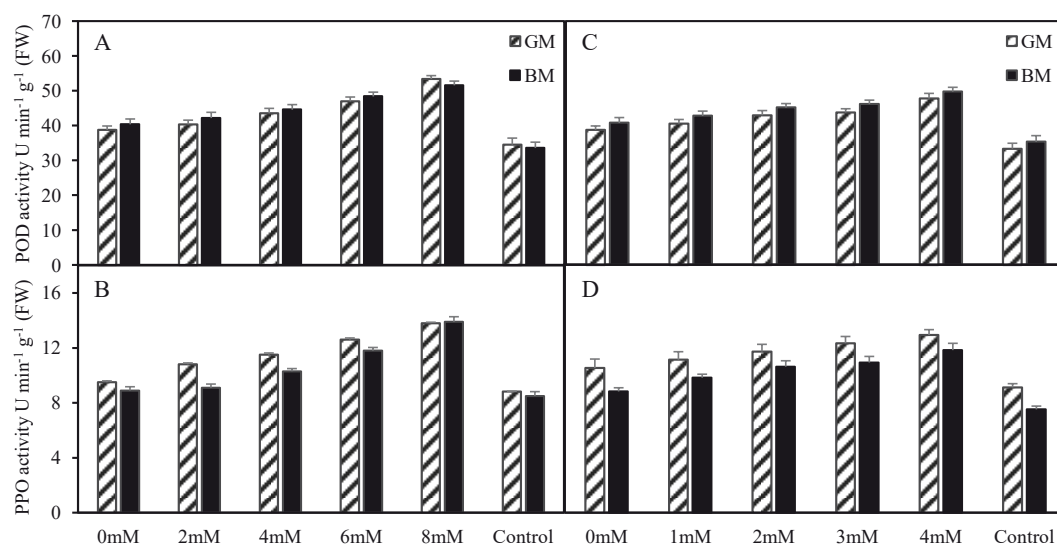 POD activity U min⁻¹ g⁻¹ (FW)
70
60
50
40
30
20
10
0
A
GM
BM
C
GM
BM
PPO activity U min⁻¹ g⁻¹ (FW)
16
12
8
4
0
B
D
0mM 2mM 4mM 6mM 8mM Control 0mM 1mM 2mM 3mM 4mM Control